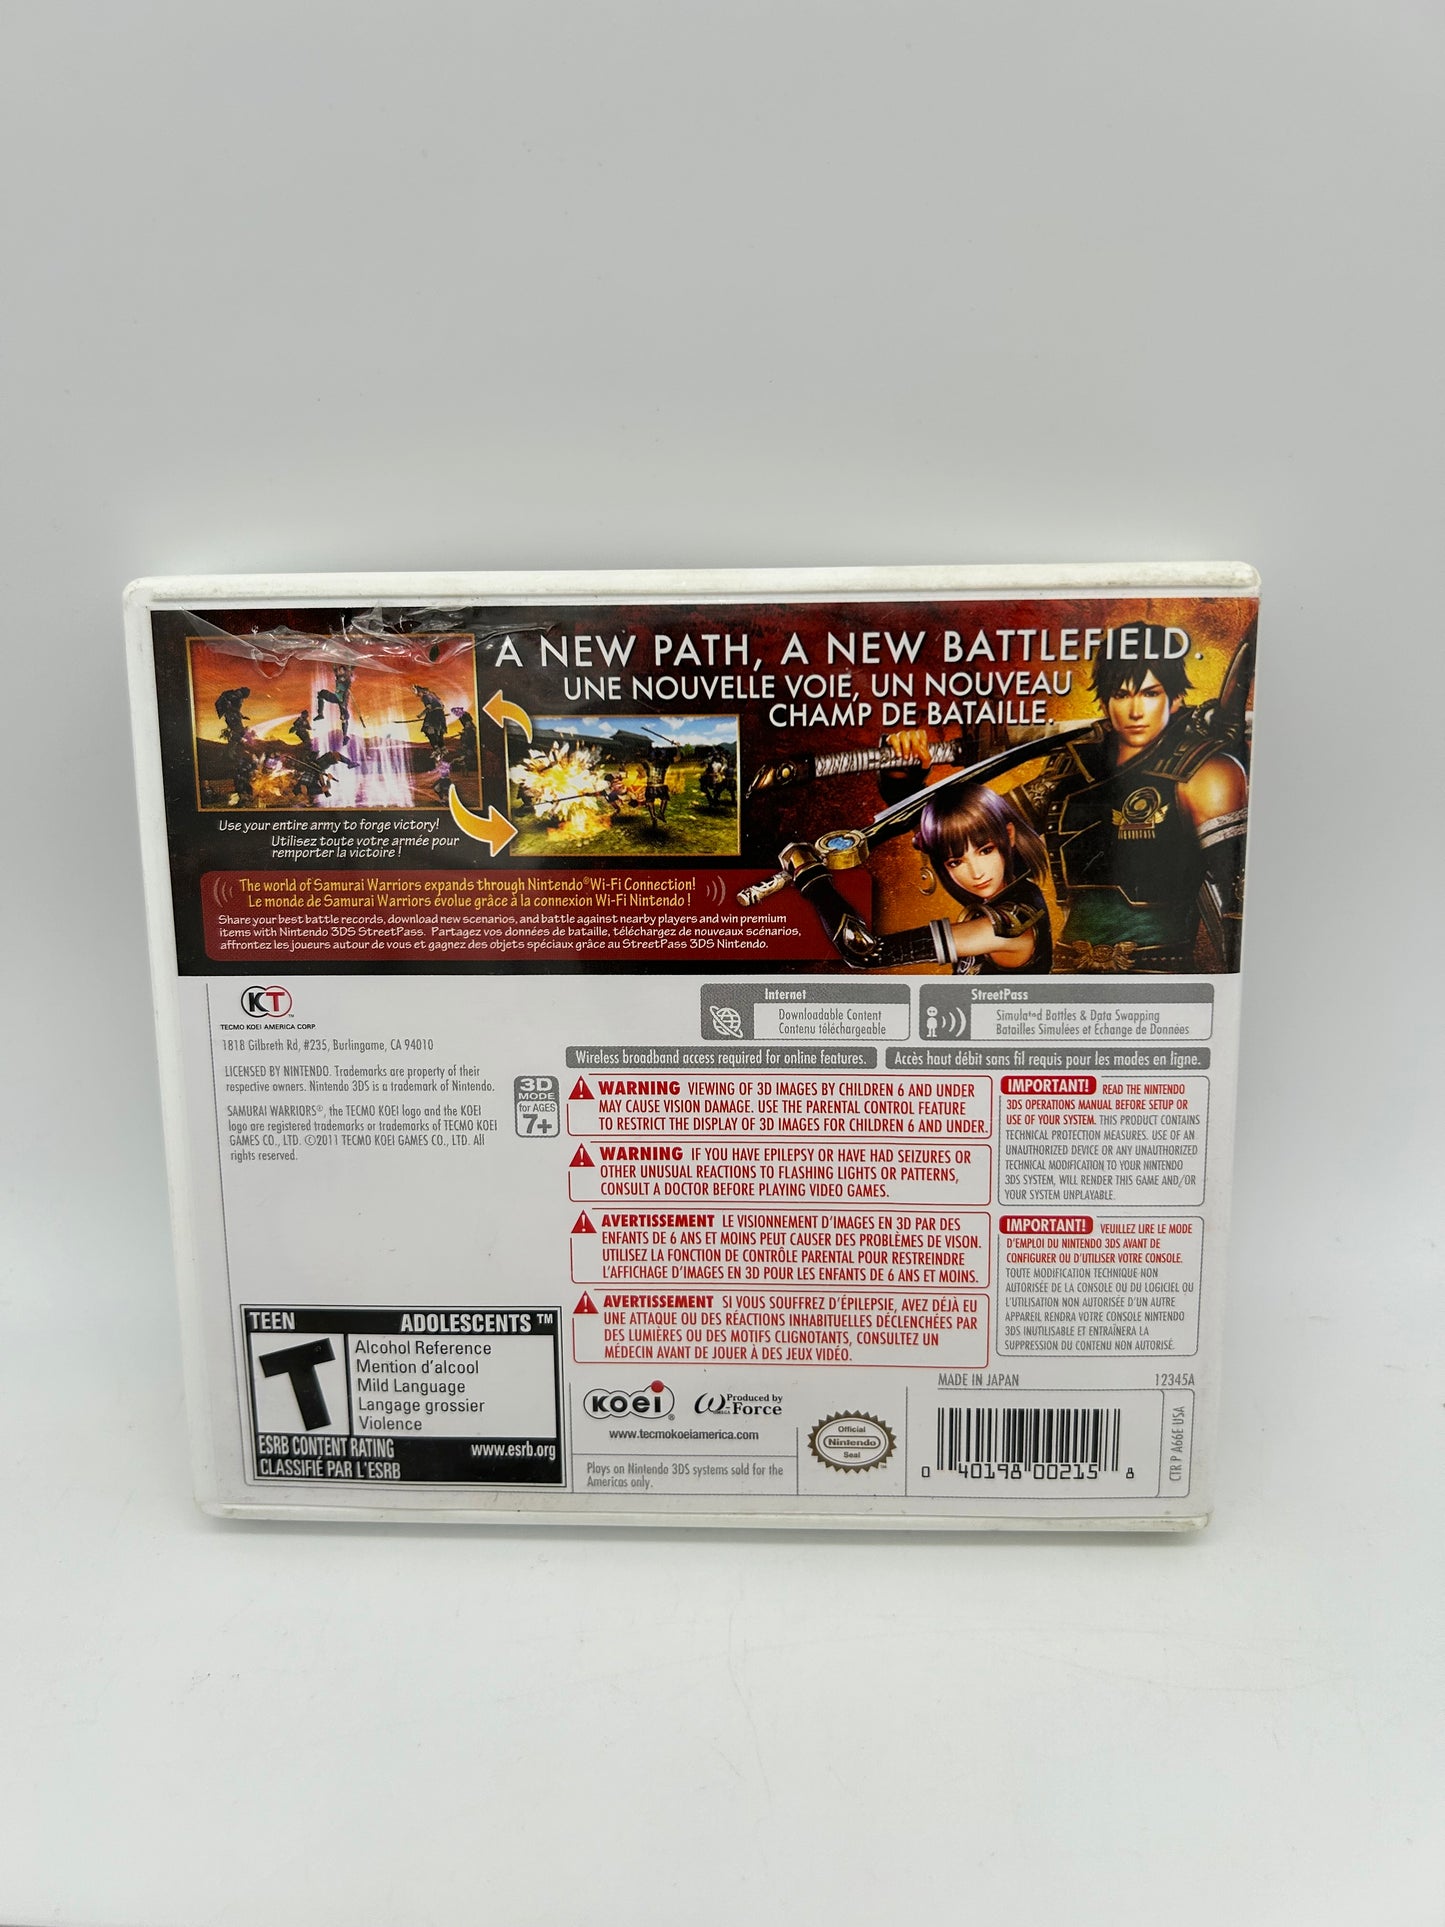 A NEW PATH, A NEW BATTLEFIELD.
UNE NOUVELLE VOIE, UN NOUVEAU
CHAMP DE BATAILLE.
Use your entire army to forge victory!
Utilisez toute votre armée pour
remporter la victoire !
The world of Samurai Warriors expands through Nintendo® Wi-Fi Connection!
Le monde de Samurai Warriors évolue grâce à la connexion Wi-Fi Nintendo !
Share your best battle records, download new scenarios, and battle against nearby players and win premium
items with Nintendo 3DS StreetPass. Partagez vos données de bataille, téléchargez de nouveaux scénarios,
affrontez les joueurs autour de vous et gagnez des objets spéciaux grâce au StreetPass 3DS Nintendo.
KT™
TECMO KOEI AMERICA CORP
1818 Gilbreth Rd, #235, Burlingame, CA 94010
LICENSED BY NINTENDO. Trademarks are property of their
respective owners. Nintendo 3DS is a trademark of Nintendo.
SAMURAI WARRIORS®, the TECMO KOEI logo and the KOEI
logo are registered trademarks or trademarks of TECMO KOEI
GAMES CO., LTD. ©2011 TECMO KOEI GAMES CO., LTD. All
rights reserved.
Internet
Downloadable Content
Contenu téléchargeable
StreetPass
Simulated Battles & Data Swapping
Batailles Simulées et Echange de Données
Wireless broadband access required for online features.
Accès haut débit sans fil requis pour les modes en ligne.
3D
MODE
for AGES
7+
WARNING VIEWING OF 3D IMAGES BY CHILDREN 6 AND UNDER
MAY CAUSE VISION DAMAGE. USE THE PARENTAL CONTROL FEATURE
TO RESTRICT THE DISPLAY OF 3D IMAGES FOR CHILDREN 6 AND UNDER.
WARNING IF YOU HAVE EPILEPSY OR HAVE HAD SEIZURES OR
OTHER UNUSUAL REACTIONS TO FLASHING LIGHTS OR PATTERNS,
CONSULT A DOCTOR BEFORE PLAYING VIDEO GAMES.
AVERTISSEMENT LE VISIONNEMENT D'IMAGES EN 3D PAR DES
ENFANTS DE 6 ANS ET MOINS PEUT CAUSER DES PROBLÈMES DE VISON.
UTILISEZ LA FONCTION DE CONTRÔLE PARENTAL POUR RESTREINDRE
L'AFFICHAGE D'IMAGES EN 3D POUR LES ENFANTS DE 6 ANS ET MOINS.
AVERTISSEMENT SI VOUS SOUFFREZ D'ÉPILEPSIE, AVEZ DÉJÀ EU
UNE ATTAQUE OU DES RÉACTIONS INHABITUELLES DÉCLENCHÉES PAR
DES LUMIÈRES OU DES MOTIFS CLIGNOTANTS, CONSULTEZ UN
MÉDECIN AVANT DE JOUER À DES JEUX VIDÉO.
IMPORTANT! READ THE NINTENDO
3DS OPERATIONS MANUAL BEFORE SETUP OR
USE OF YOUR SYSTEM. THIS PRODUCT CONTAINS
TECHNICAL PROTECTION MEASURES. USE OF AN
UNAUTHORIZED DEVICE OR ANY UNAUTHORIZED
TECHNICAL MODIFICATION TO YOUR NINTENDO
3DS SYSTEM, WILL RENDER THIS GAME AND/OR
YOUR SYSTEM UNPLAYABLE.
IMPORTANT! VEUILLEZ LIRE LE MODE
D'EMPLOI DU NINTENDO 3DS AVANT DE
CONFIGURER OU D'UTILISER VOTRE CONSOLE.
TOUTE MODIFICATION TECHNIQUE NON
AUTORISÉE DE LA CONSOLE OU DU LOGICIEL OU
L'UTILISATION NON AUTORISÉE D'UN AUTRE
APPAREIL RENDRA VOTRE CONSOLE NINTENDO
3DS INUTILISABLE ET ENTRAÎNERA LA
SUPPRESSION DU CONTENU NON AUTORISÉ.
TEEN ADOLESCENTS ™
T
Alcohol Reference
Mention d'alcool
Mild Language
Langage grossier
Violence
ESRB CONTENT RATING www.esrb.org
CLASSIFIÉ PAR L'ESRB
KOEI®
Produced by
ω Force
www.tecmokoeiamerica.com
Plays on Nintendo 3DS systems sold for the
Americas only.
Official
Nintendo
Seal
MADE IN JAPAN 12345A
0 40198 00215 8
CTR P A66E USA